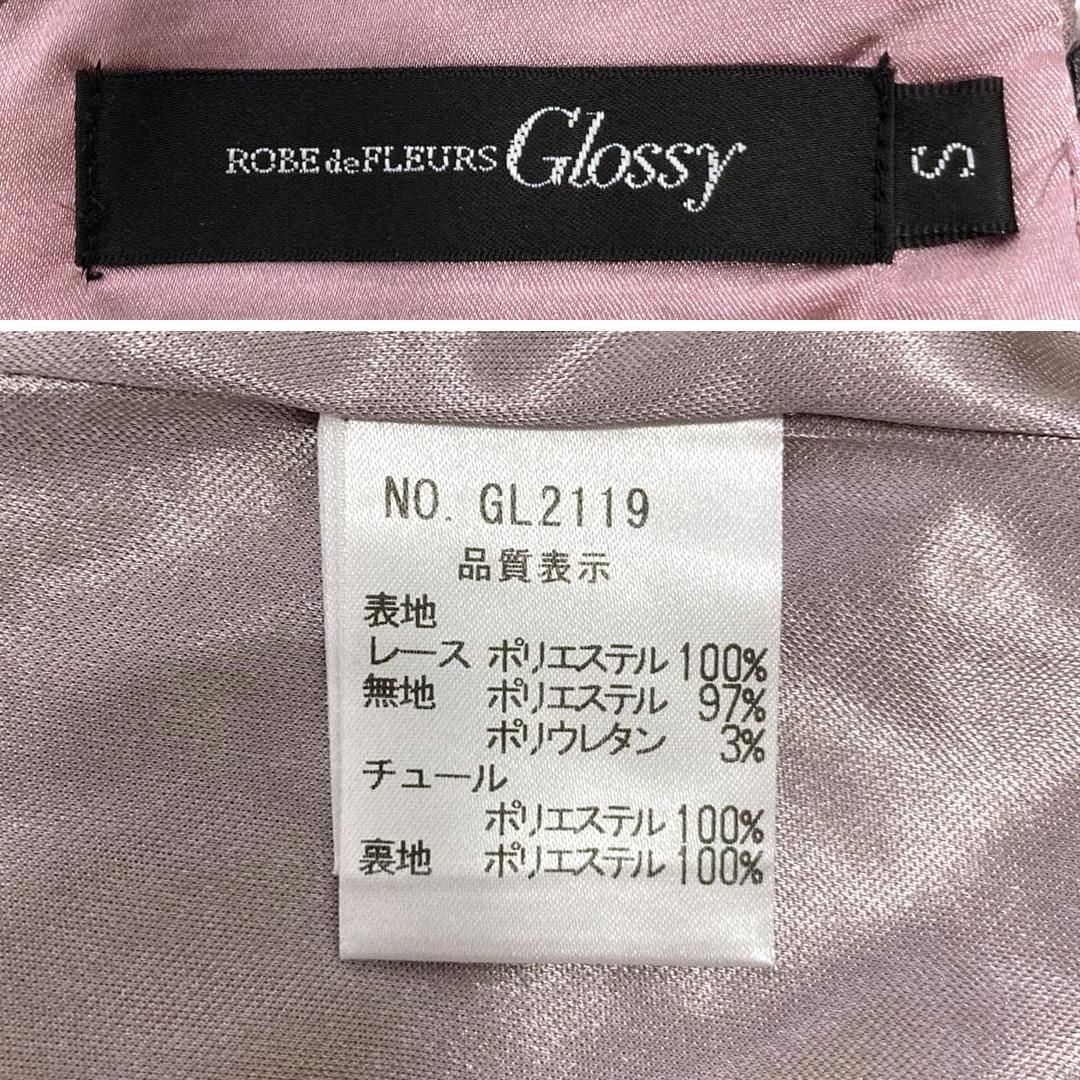 ROBE de FLEURS Glossy
S
NO. GL2119
品質表示
表地
レース ポリエステル 100%
無地 ポリエステル 97%
ポリウレタン 3%
チュール
ポリエステル 100%
裏地 ポリエステル 100%